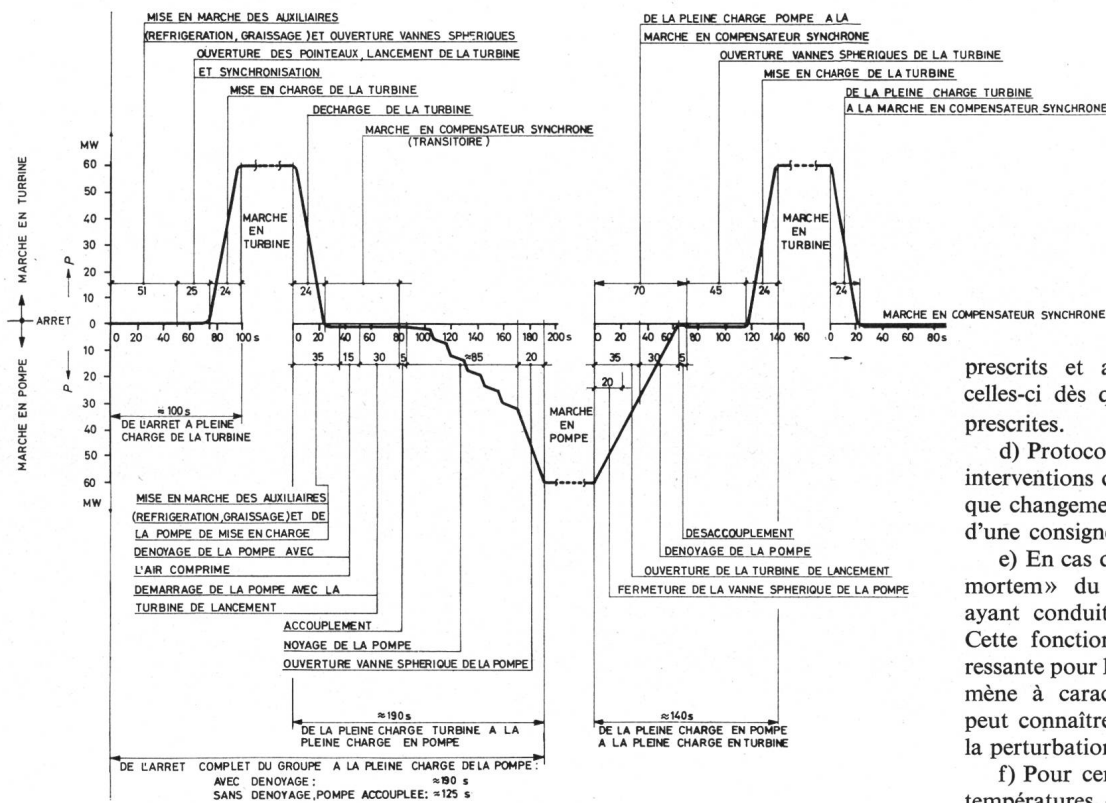 MISE EN MARCHE DES AUXILIAIRES
(REFRIGERATION, GRAISSAGE) ET OUVERTURE VANNES SPHERIQUES
OUVERTURE DES POINTEAUX, LANCEMENT DE LA TURBINE
ET SYNCHRONISATION
MISE EN CHARGE DE LA TURBINE
DECHARGE DE LA TURBINE
MARCHE EN COMPENSATEUR SYNCHRONE
(TRANSITOIRE)
DE LA PLEINE CHARGE POMPE A LA
MARCHE EN COMPENSATEUR SYNCHRONE
OUVERTURE VANNES SPHERIQUES DE LA TURBINE
MISE EN CHARGE DE LA TURBINE
DE LA PLEINE CHARGE TURBINE
A LA MARCHE EN COMPENSATEUR SYNCHRONE
MARCHE EN TURBINE
P
ARRET
P
MARCHE EN POMPE
MW
60
50
40
30
20
10
0
10
20
30
40
50
60
MW
MARCHE
EN
TURBINE
51 25 24
0 20 40 60 80 100 s
≈100s
DE L'ARRET A PLEINE
CHARGE DE LA TURBINE
24
0 20 40 60 80 100 120 140 160 180 200 s
35 15 30 5 ≈85 20
MARCHE
EN
POMPE
70 45 24
0 20 40 60 80 100 120 140 160
35 30 5
20
MARCHE
EN
TURBINE
24
0 20 40 60 80s
MARCHE EN COMPENSATEUR SYNCHRONE
MISE EN MARCHE DES AUXILIAIRES
(REFRIGERATION, GRAISSAGE) ET DE
LA POMPE DE MISE EN CHARGE
DENOYAGE DE LA POMPE AVEC
L'AIR COMPRIME
DEMARRAGE DE LA POMPE AVEC LA
TURBINE DE LANCEMENT
ACCOUPLEMENT
NOYAGE DE LA POMPE
OUVERTURE VANNE SPHERIQUE DE LA POMPE
DESACCOUPLEMENT
DENOYAGE DE LA POMPE
OUVERTURE DE LA TURBINE DE LANCEMENT
FERMETURE DE LA VANNE SPHERIQUE DE LA POMPE
≈190 s
DE LA PLEINE CHARGE TURBINE A LA
PLEINE CHARGE EN POMPE
≈140s
DE LA PLEINE CHARGE EN POMPE
A LA PLEINE CHARGE EN TURBINE
DE L'ARRET COMPLET DU GROUPE A LA PLEINE CHARGE DE LA POMPE:
AVEC DENOYAGE: ≈190 s
SANS DENOYAGE, POMPE ACCOUPLEE: ≈125 s
prescrits et a
celles-ci dès q
prescrites.
d) Protoco
interventions d
que changeme
d'une consign
e) En cas d
mortem» du
ayant conduit
Cette fonction
ressante pour l
mène à carac
peut connaître
la perturbation
f) Pour cer
températures